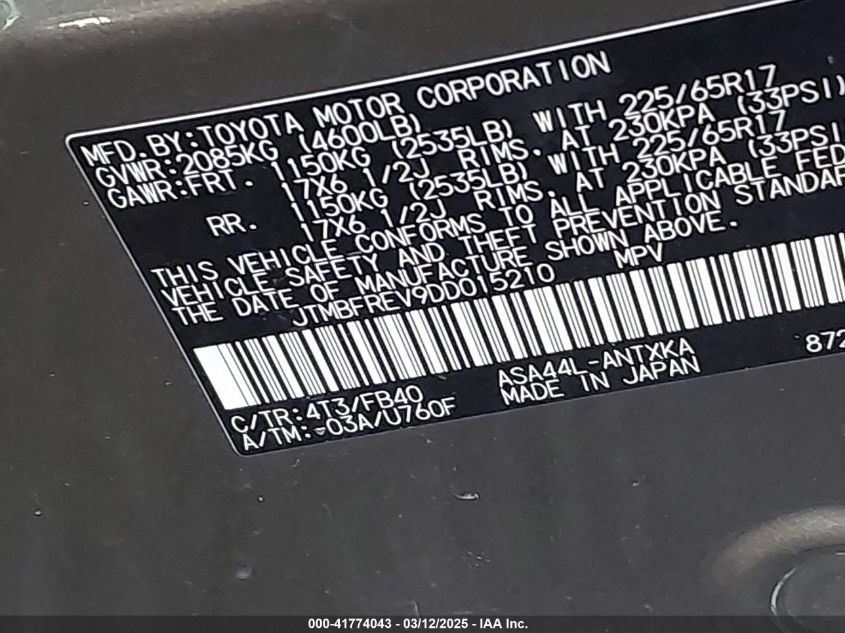 MFD. BY: TOYOTA MOTOR CORPORATION
GVWR: 2085KG (4600LB)
GAWR: FRT. 1150KG (2535LB) WITH 225/65R17
17X6 1/2J RIMS. AT 230KPA (33PSI)
RR. 1150KG (2535LB) WITH 225/65R17
17X6 1/2J RIMS. AT 230KPA (33PSI
THIS VEHICLE CONFORMS TO ALL APPLICABLE FED
VEHICLE SAFETY AND THEFT PREVENTION STANDAR
THE DATE OF MANUFACTURE SHOWN ABOVE.
JTMBFREV9DD015210 MPV
C/TR: 4T3/FB40 ASA44L-ANTXKA 872
A/TM: -03A/U760F MADE IN JAPAN
000-41774043 - 03/12/2025 - IAA Inc.